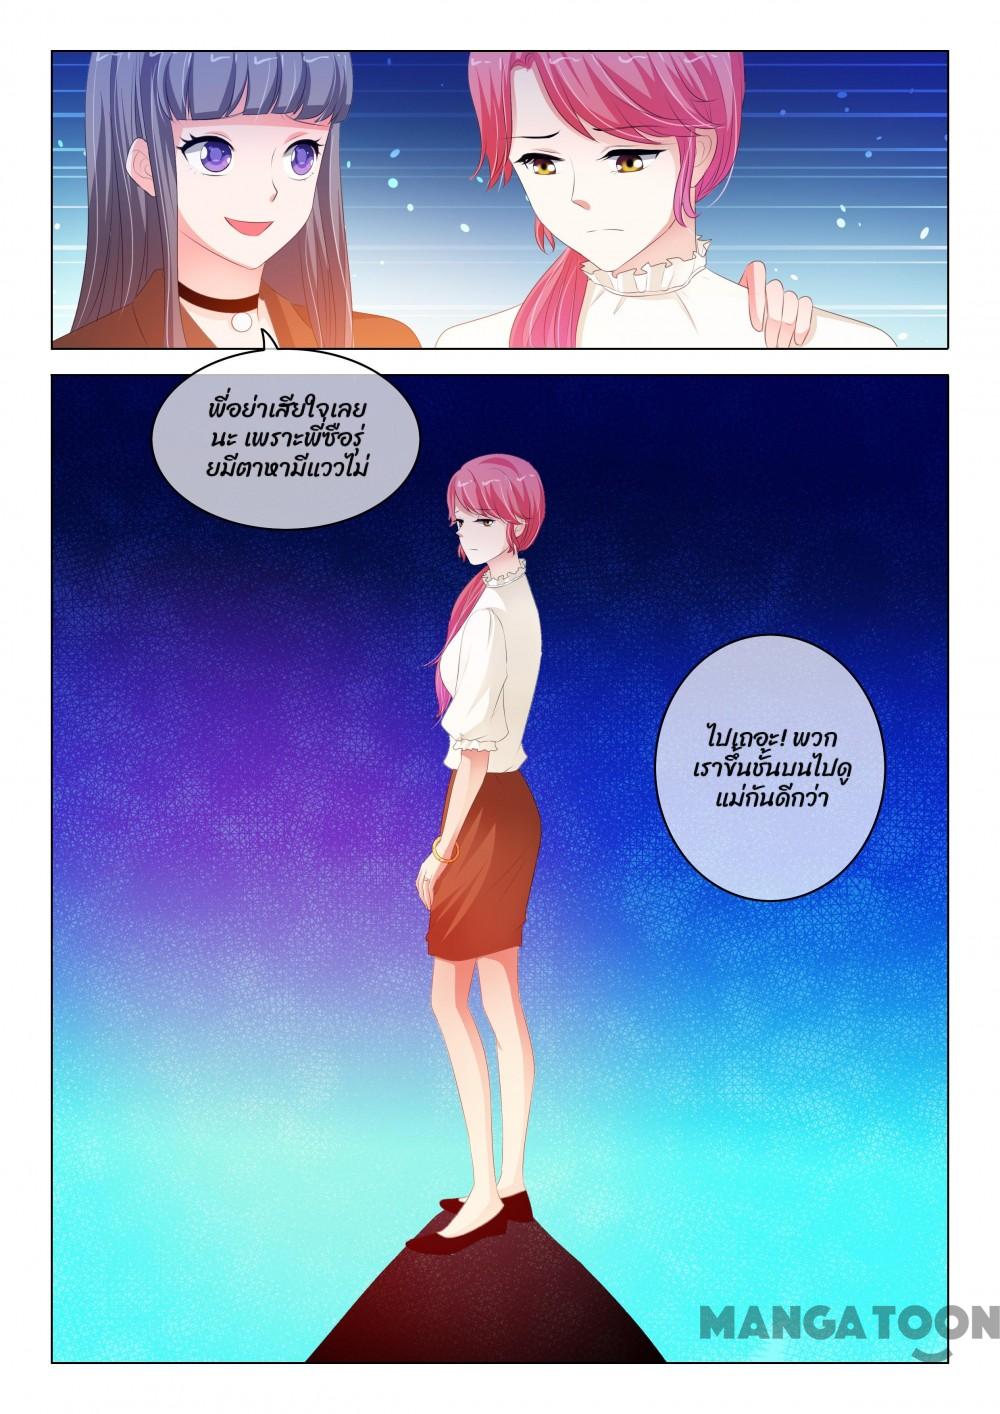 พี่อย่าเสียใจเลย
นะ เพราะพี่ซือรุ่
ยมีตาหามีแววไม่
ไปเถอะ! พวก
เราขึ้นชั้นบนไปดู
แม่กันดีกว่า
MANGATOON